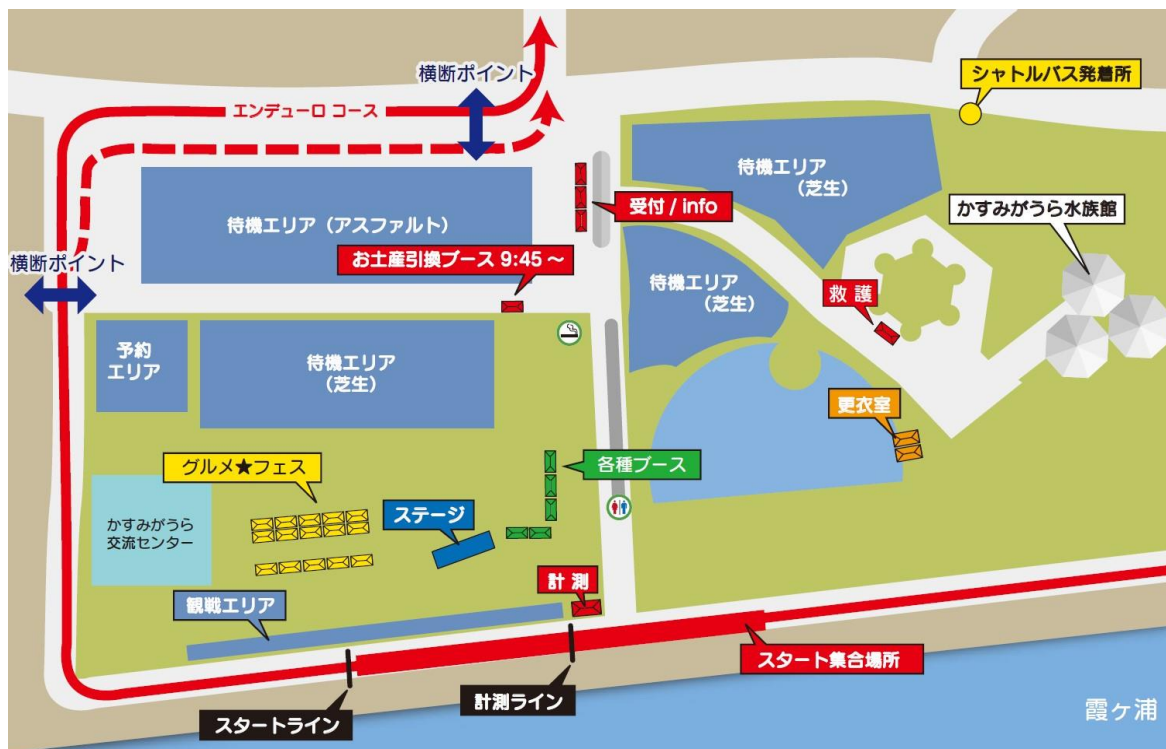 横断ポイント
シャトルバス発着所
エンデューロ コース
待機エリア
(芝生)
受付 / info
かすみがうら水族館
待機エリア (アスファルト)
お土産引換ブース 9:45 ~
横断ポイント
待機エリア
(芝生)
救 護
予約
エリア
待機エリア
(芝生)
更衣室
グルメ★フェス
各種ブース
ステージ
かすみがうら
交流センター
計 測
観戦エリア
スタート集合場所
計測ライン
スタートライン
霞ヶ浦